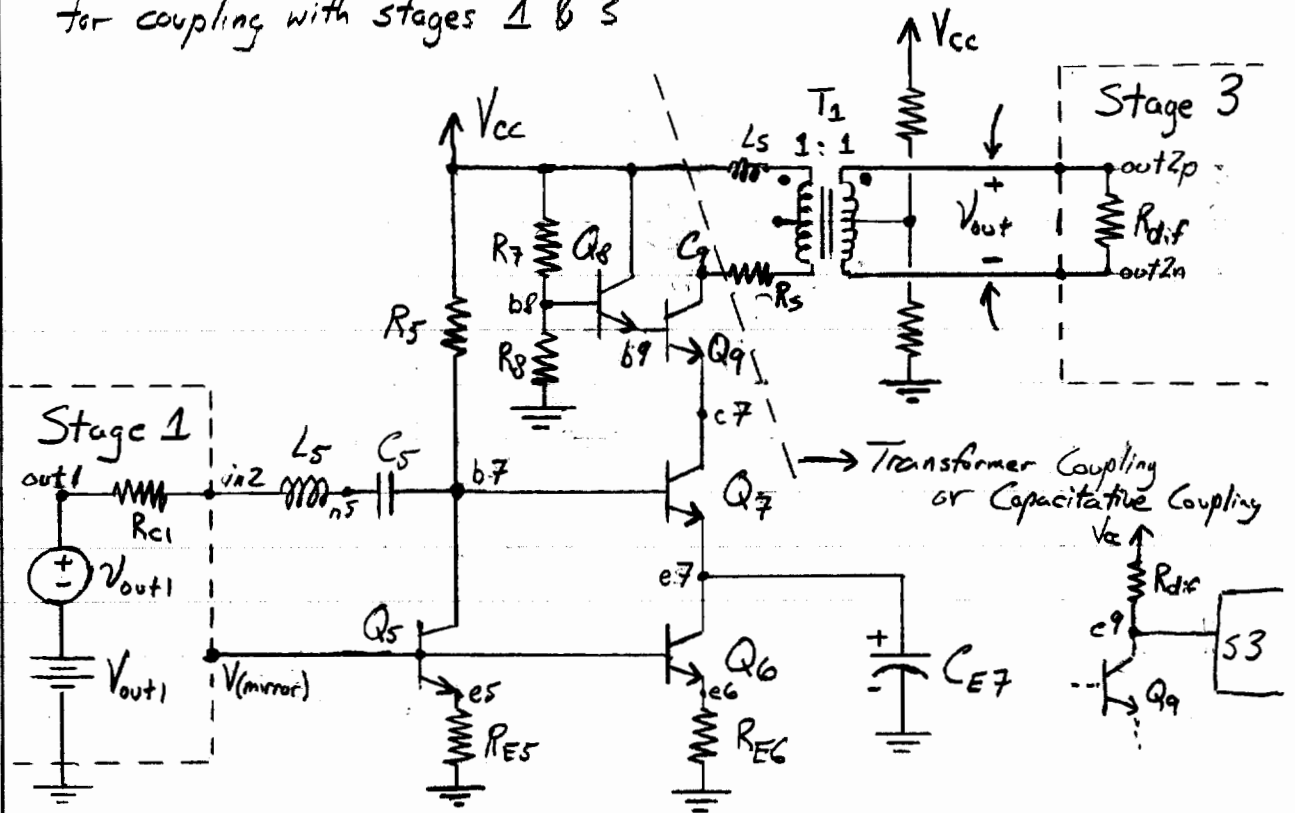 for coupling with stages 1 & 3
Vcc
Vcc
Stage 3
T1
1:1
Ls
out2p
+
Vout
-
Rdif
out2n
R7
Q8
C9
Rs
b8
R5
R8
b9
Q9
c7
Stage 1
out1
Rc1
in2
L5
n5
C5
b7
Q7
Transformer Coupling
or Capacitative Coupling
Vcc
Rdif
c9
S3
Q9
e7
+
-
Vout1
Q5
Q6
+
-
CE7
Vout1
V(mirror)
e5
e6
RE5
RE6